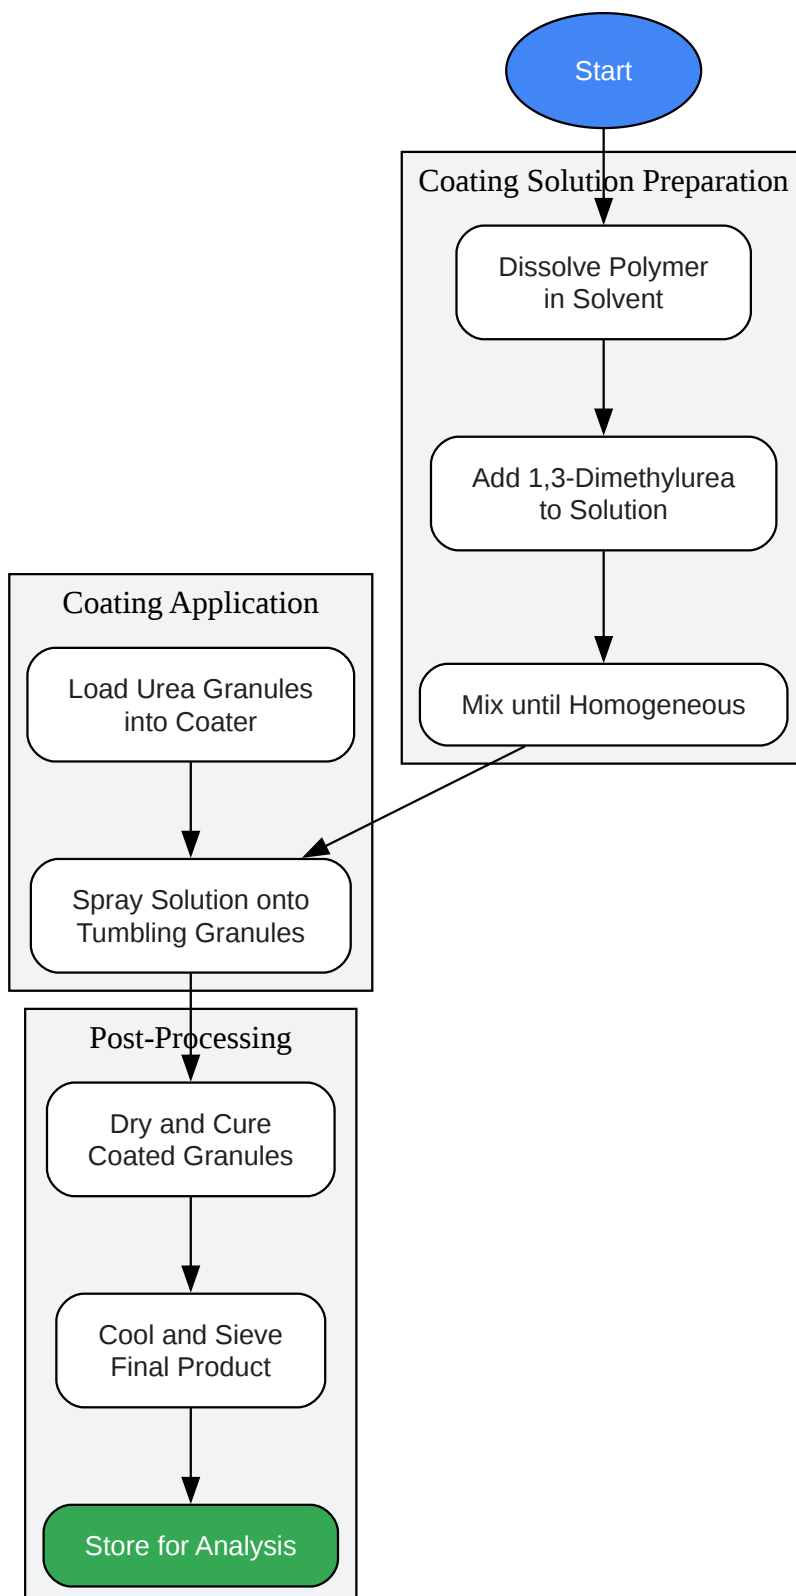 Start
Coating Solution Preparation
Dissolve Polymer
in Solvent
Add 1,3-Dimethylurea
to Solution
Mix until Homogeneous
Coating Application
Load Urea Granules
into Coater
Spray Solution onto
Tumbling Granules
Post-Processing
Dry and Cure
Coated Granules
Cool and Sieve
Final Product
Store for Analysis